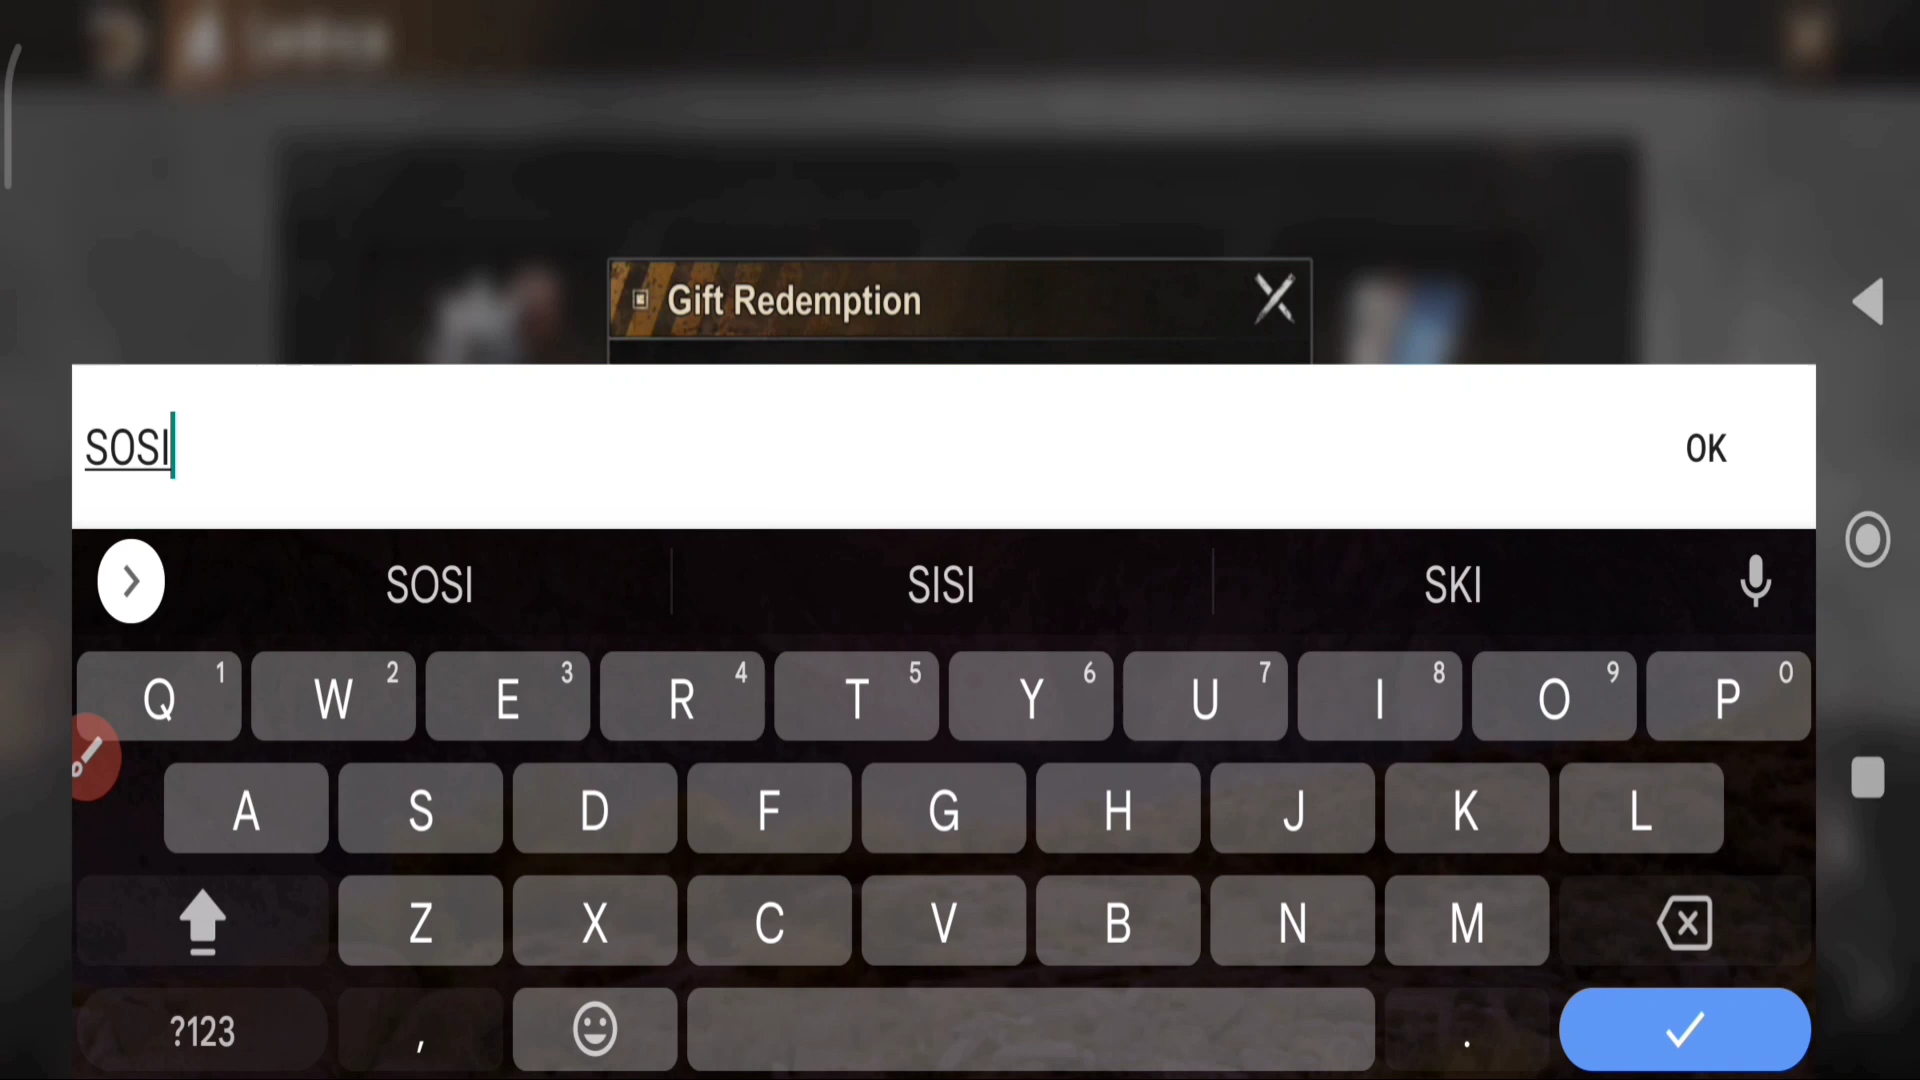 Gift Redemption
SOSI
OK
SOSI SISI SKI
Q 1 W 2 E 3 R 4 T 5 Y 6 U 7 I 8 O 9 P 0
A S D F G H J K L
Z X C V B N M
?123 , .